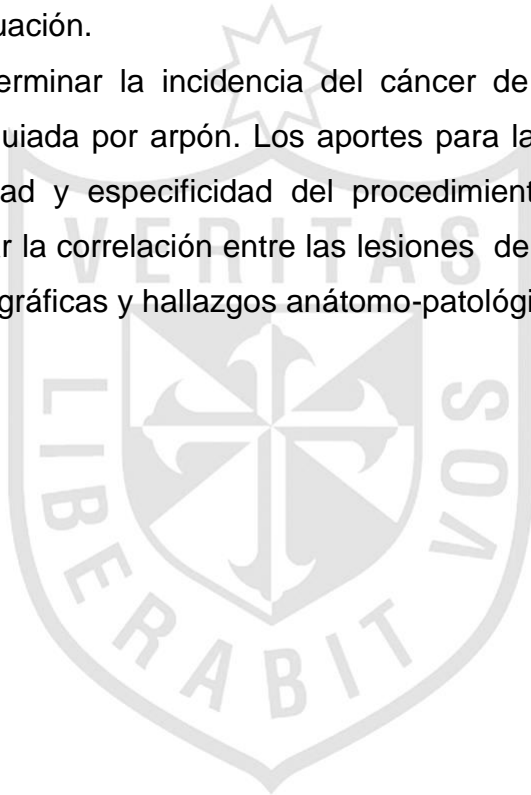 uación.
erminar la incidencia del cáncer de
uiada por arpón. Los aportes para la
ad y especificidad del procedimient
ar la correlación entre las lesiones de
gráficas y hallazgos anátomo-patológi
VERITAS
LIBERABIT VOS